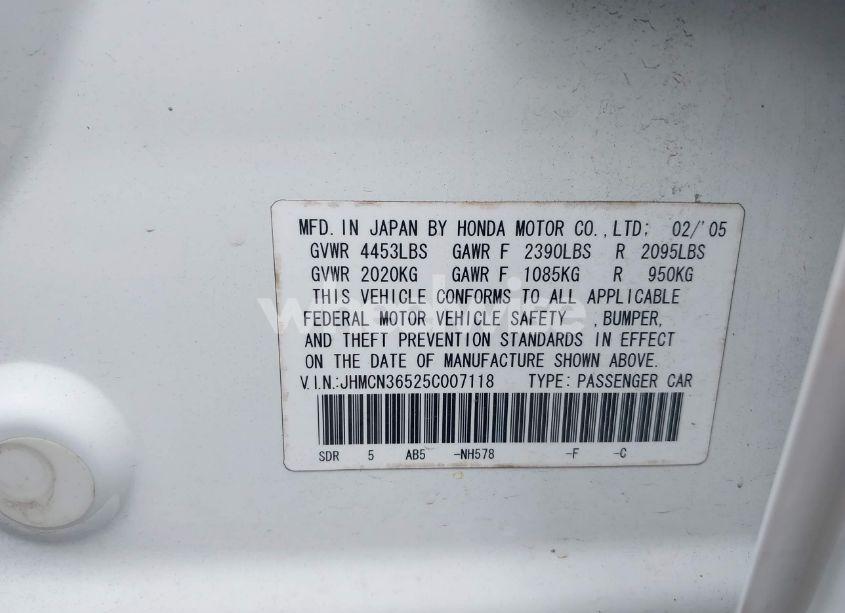 MFD. IN JAPAN BY HONDA MOTOR CO., LTD; 02/'05
GVWR 4453LBS GAWR F 2390LBS R 2095LBS
GVWR 2020KG GAWR F 1085KG R 950KG
THIS VEHICLE CONFORMS TO ALL APPLICABLE
FEDERAL MOTOR VEHICLE SAFETY , BUMPER,
AND THEFT PREVENTION STANDARDS IN EFFECT
ON THE DATE OF MANUFACTURE SHOWN ABOVE.
V.I.N.:JHMCN36525C007118 TYPE: PASSENGER CAR
SDR 5 AB5 -NH578 -F -C